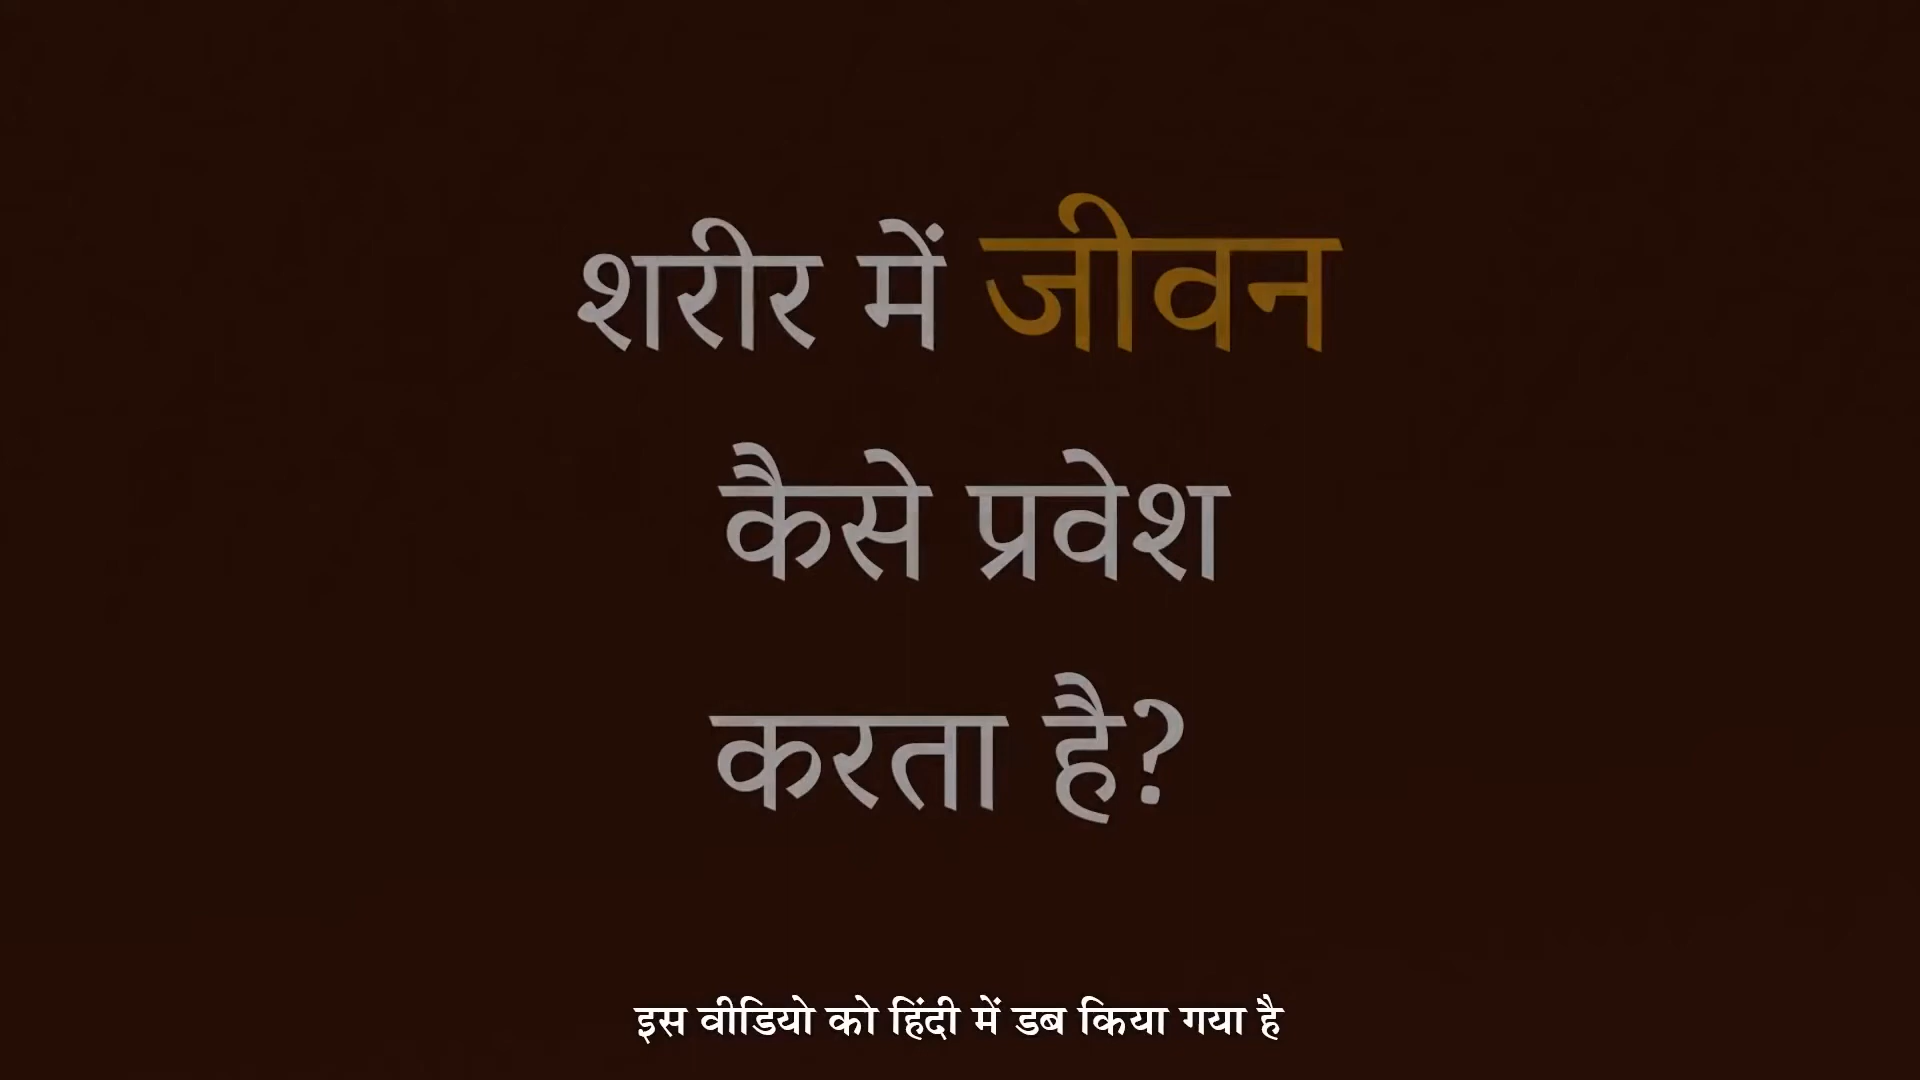 शरीर में जीवन
कैसे प्रवेश
करता है?
इस वीडियो को हिंदी में डब किया गया है